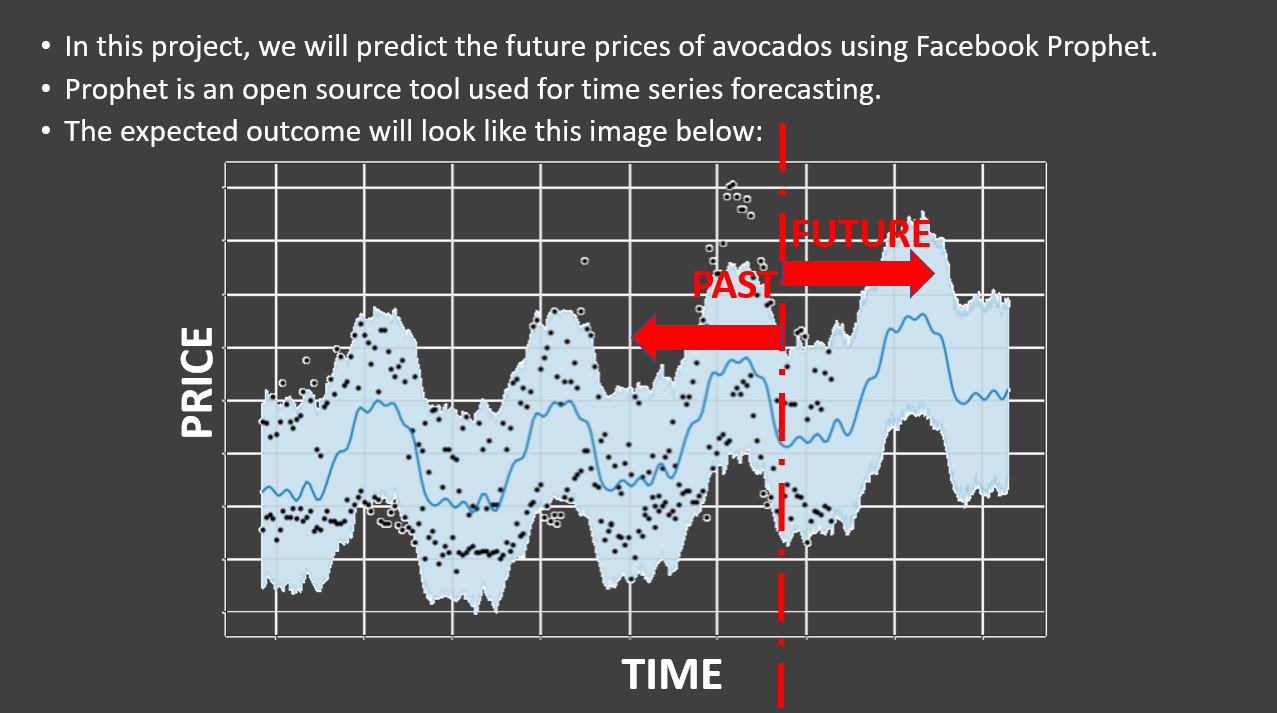 • In this project, we will predict the future prices of avocados using Facebook Prophet.
• Prophet is an open source tool used for time series forecasting.
• The expected outcome will look like this image below:
FUTURE
PAST
PRICE
TIME